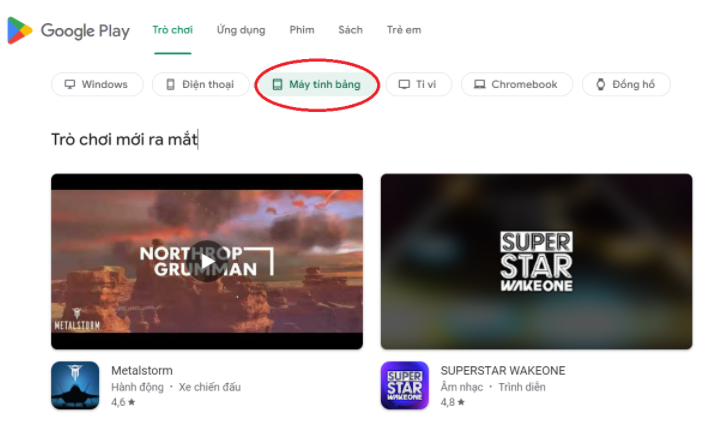 Google Play Trò chơi Ứng dụng Phim Sách Trẻ em
Windows Điện thoại Máy tính bảng Ti vi Chromebook Đồng hồ
Trò chơi mới ra mắt
NORTHROP
GRUMMAN
METALSTORM
SUPER
STAR
WAKEONE
Metalstorm
Hành động · Xe chiến đấu
4,6 ★
SUPER
STAR
WAKEONE
SUPERSTAR WAKEONE
Âm nhạc · Trình diễn
4,8 ★